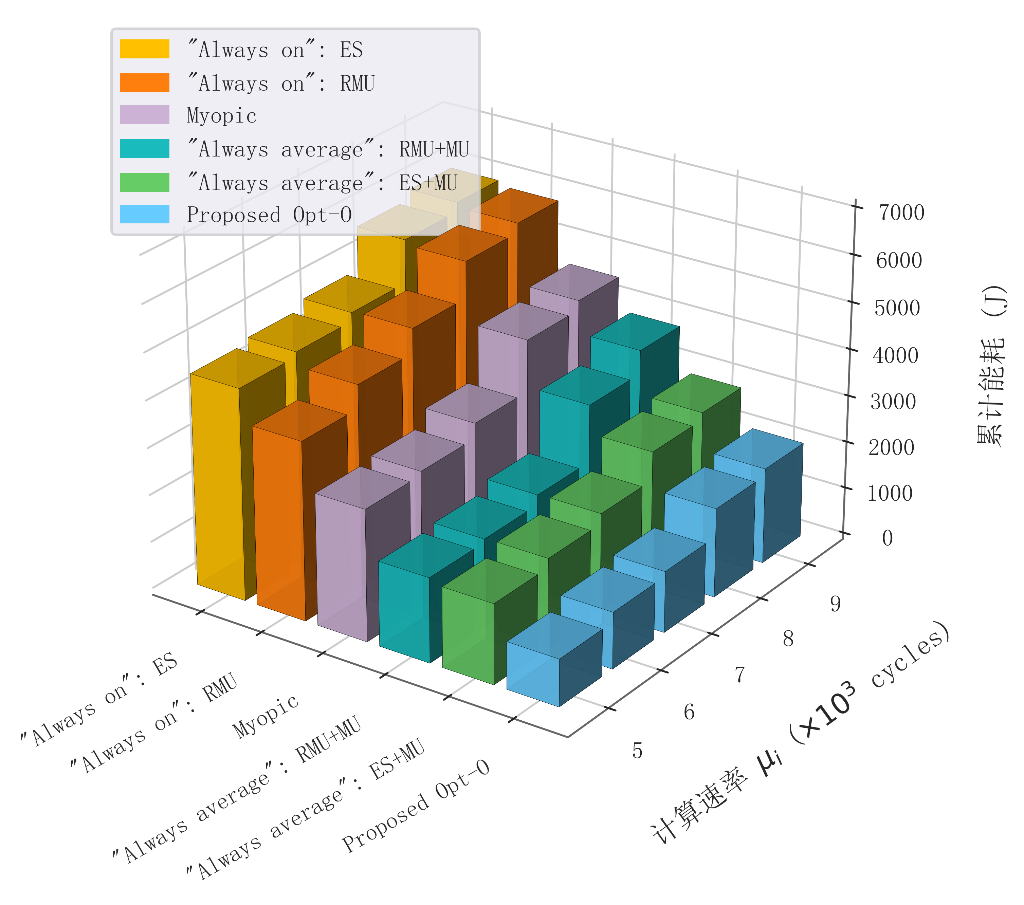 "Always on": ES
"Always on": RMU
Myopic
"Always average": RMU+MU
"Always average": ES+MU
Proposed Opt-O
7000
6000
5000
4000
3000
2000
1000
0
累计能耗 (J)
"Always on": ES
"Always on": RMU
Myopic
"Always average": RMU+MU
"Always average": ES+MU
Proposed Opt-O
5
6
7
8
9
计算速率 μᵢ (×10³ cycles)